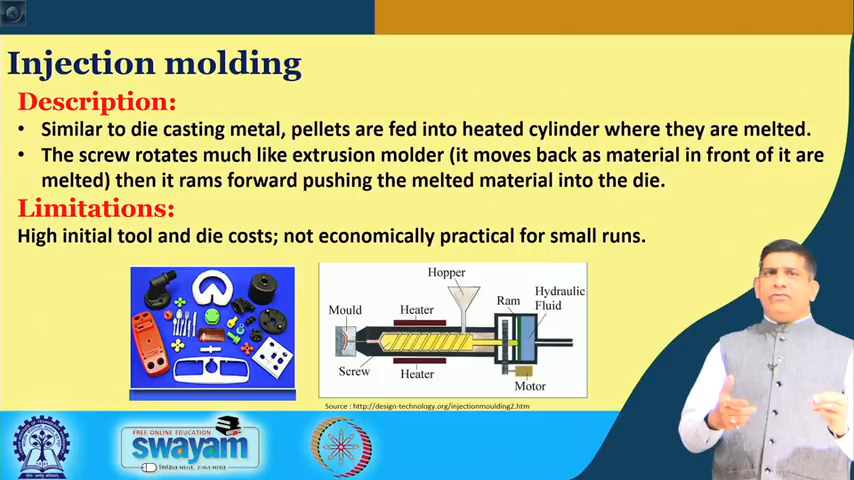 Injection molding
Description:
• Similar to die casting metal, pellets are fed into heated cylinder where they are melted.
• The screw rotates much like extrusion molder (it moves back as material in front of it are
melted) then it rams forward pushing the melted material into the die.
Limitations:
High initial tool and die costs; not economically practical for small runs.
Hopper
Hydraulic
Fluid
Ram
Mould
Heater
Screw
Heater
Motor
Source : http://design-technology.org/injectionmoulding2.htm
FREE ONLINE EDUCATION
swayam